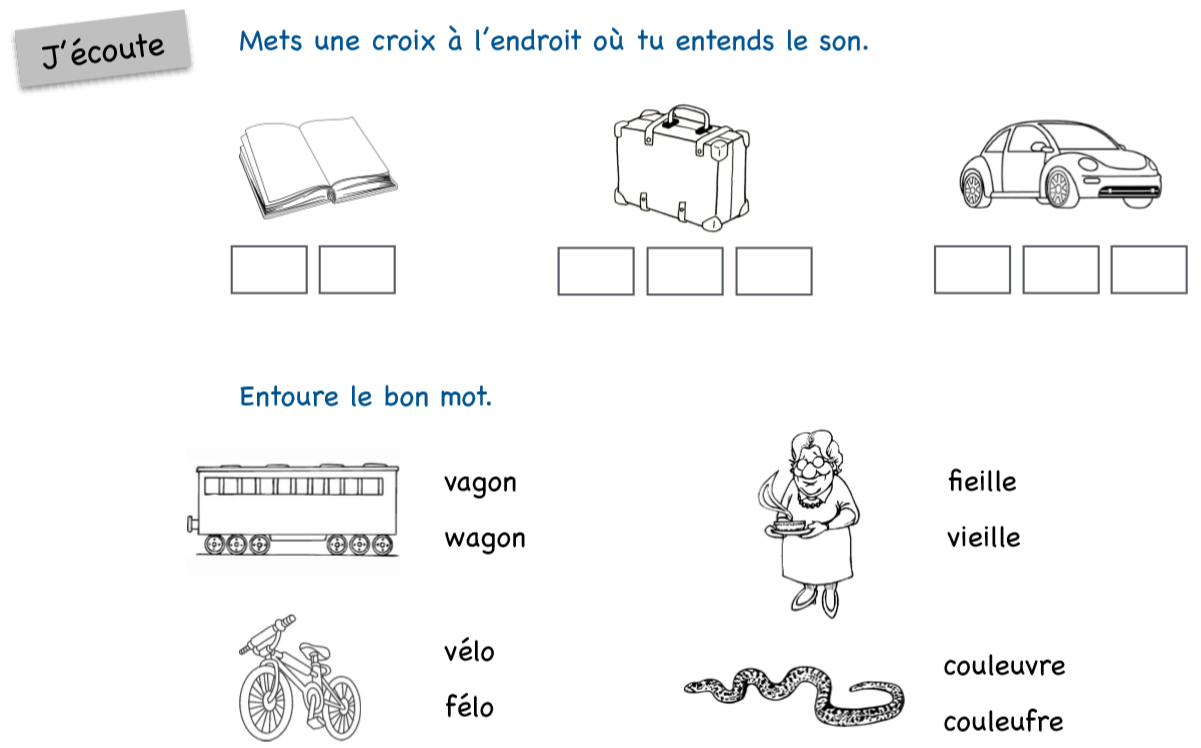 J'écoute
Mets une croix à l'endroit où tu entends le son.
Entoure le bon mot.
vagon
wagon
fieille
vieille
vélo
félo
couleuvre
couleufre